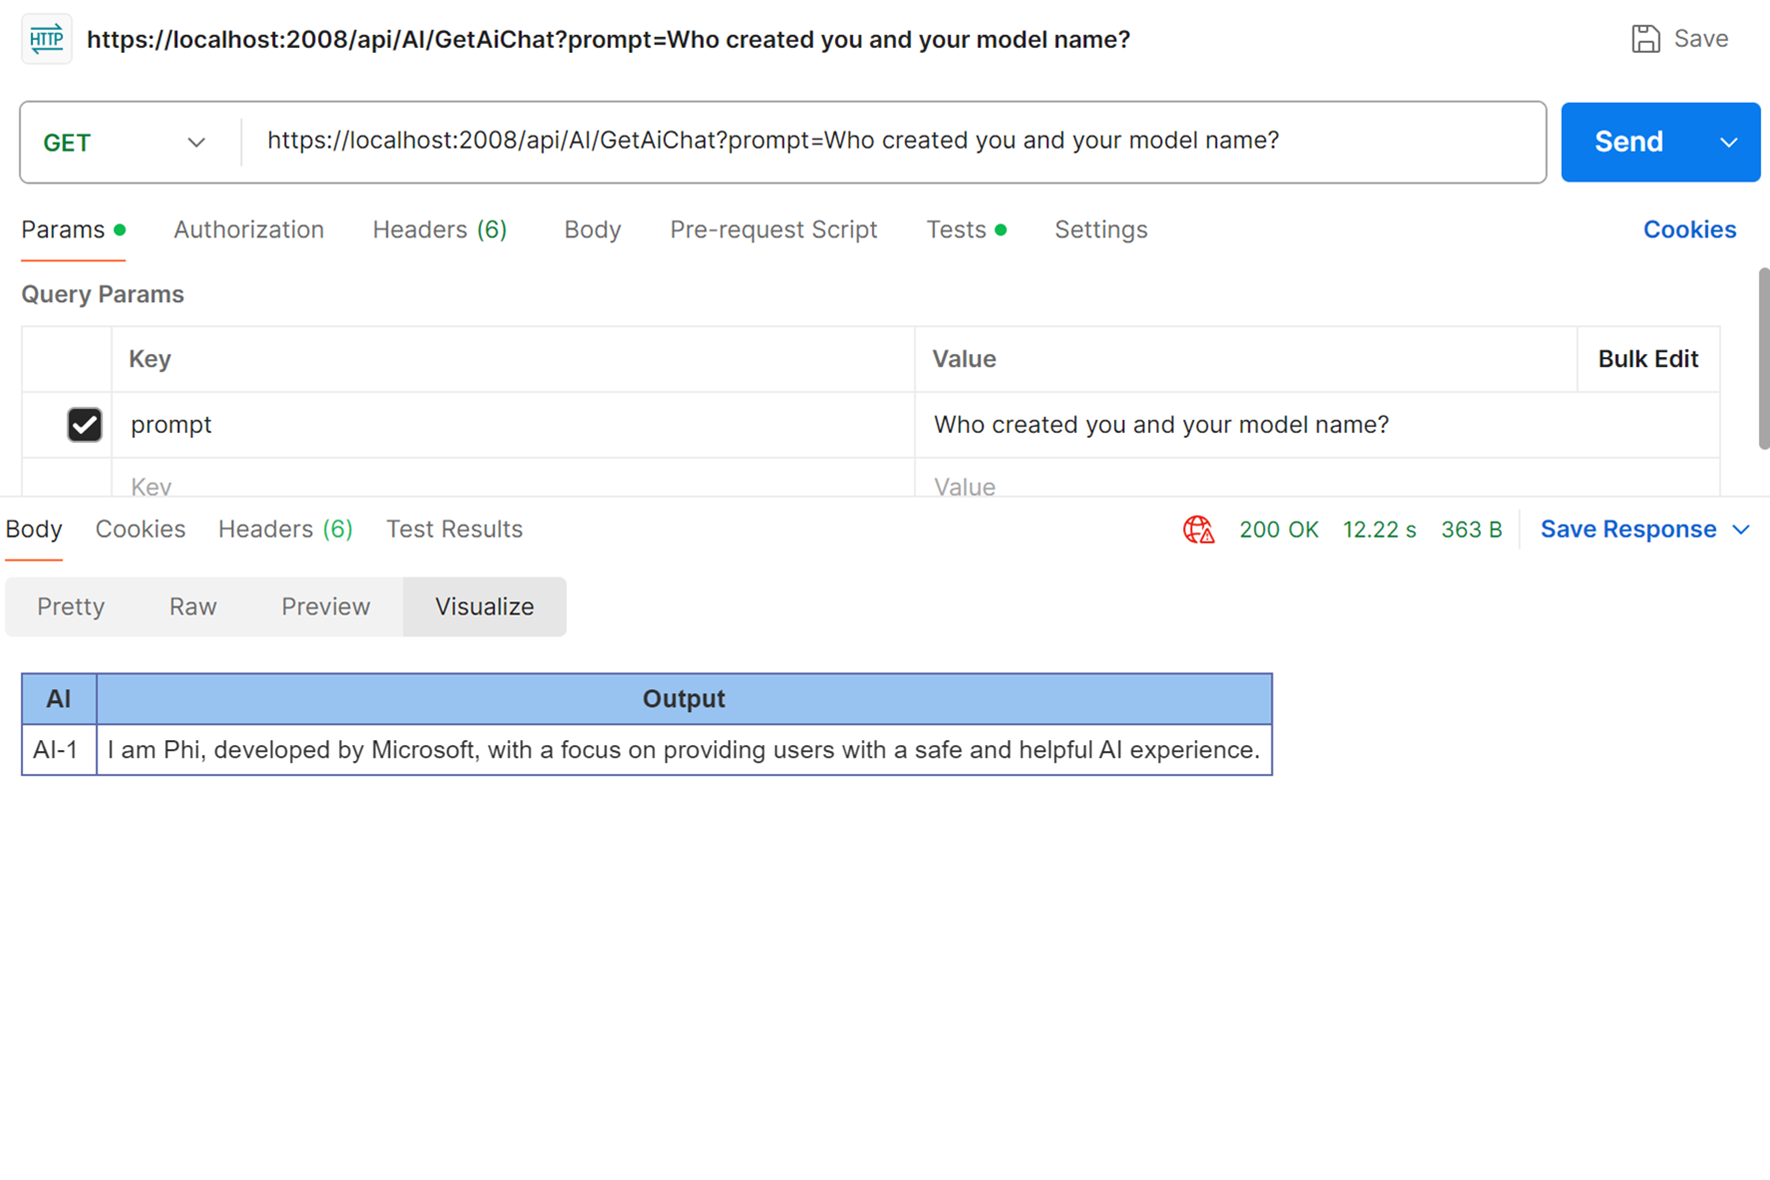 HTTP https://localhost:2008/api/AI/GetAiChat?prompt=Who created you and your model name? Save
GET https://localhost:2008/api/AI/GetAiChat?prompt=Who created you and your model name? Send
Params Authorization Headers (6) Body Pre-request Script Tests Settings Cookies
Query Params
Key Value Bulk Edit
prompt Who created you and your model name?
Key Value
Body Cookies Headers (6) Test Results 200 OK 12.22 s 363 B Save Response
Pretty Raw Preview Visualize
AI Output
AI-1 I am Phi, developed by Microsoft, with a focus on providing users with a safe and helpful AI experience.